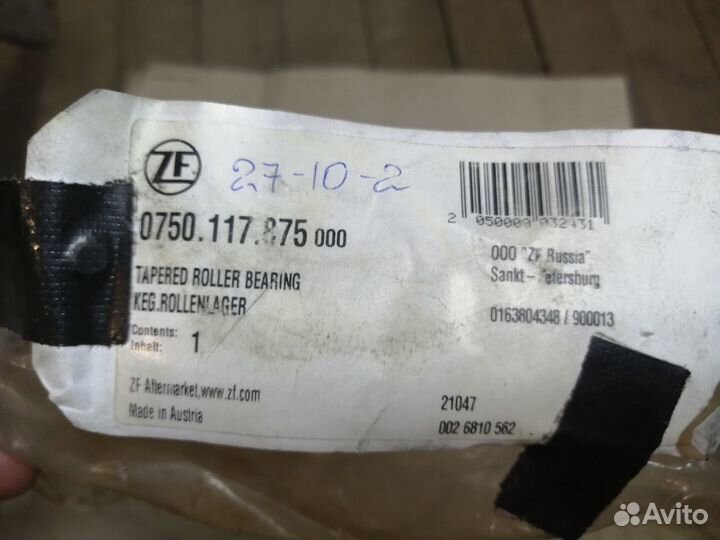 ZF
27-10-2
0750.117.875 000
TAPERED ROLLER BEARING
KEG.ROLLENLAGER
Contents:
Inhalt: 1
ZF Aftermarket,www.zf.com
Made in Austria
2 050000 032431
OOO "ZF Russia"
Sankt-Petersburg
0163804348 / 900013
21047
002 6810 562
Avito